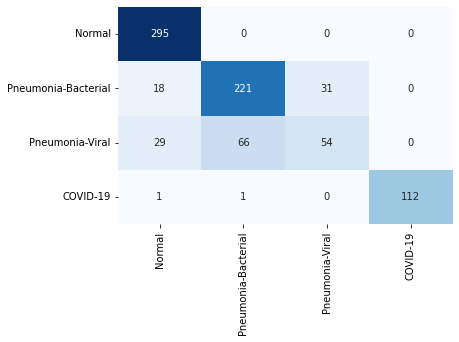 Normal 295 0 0 0
Pneumonia-Bacterial 18 221 31 0
Pneumonia-Viral 29 66 54 0
COVID-19 1 1 0 112
Normal
Pneumonia-Bacterial
Pneumonia-Viral
COVID-19